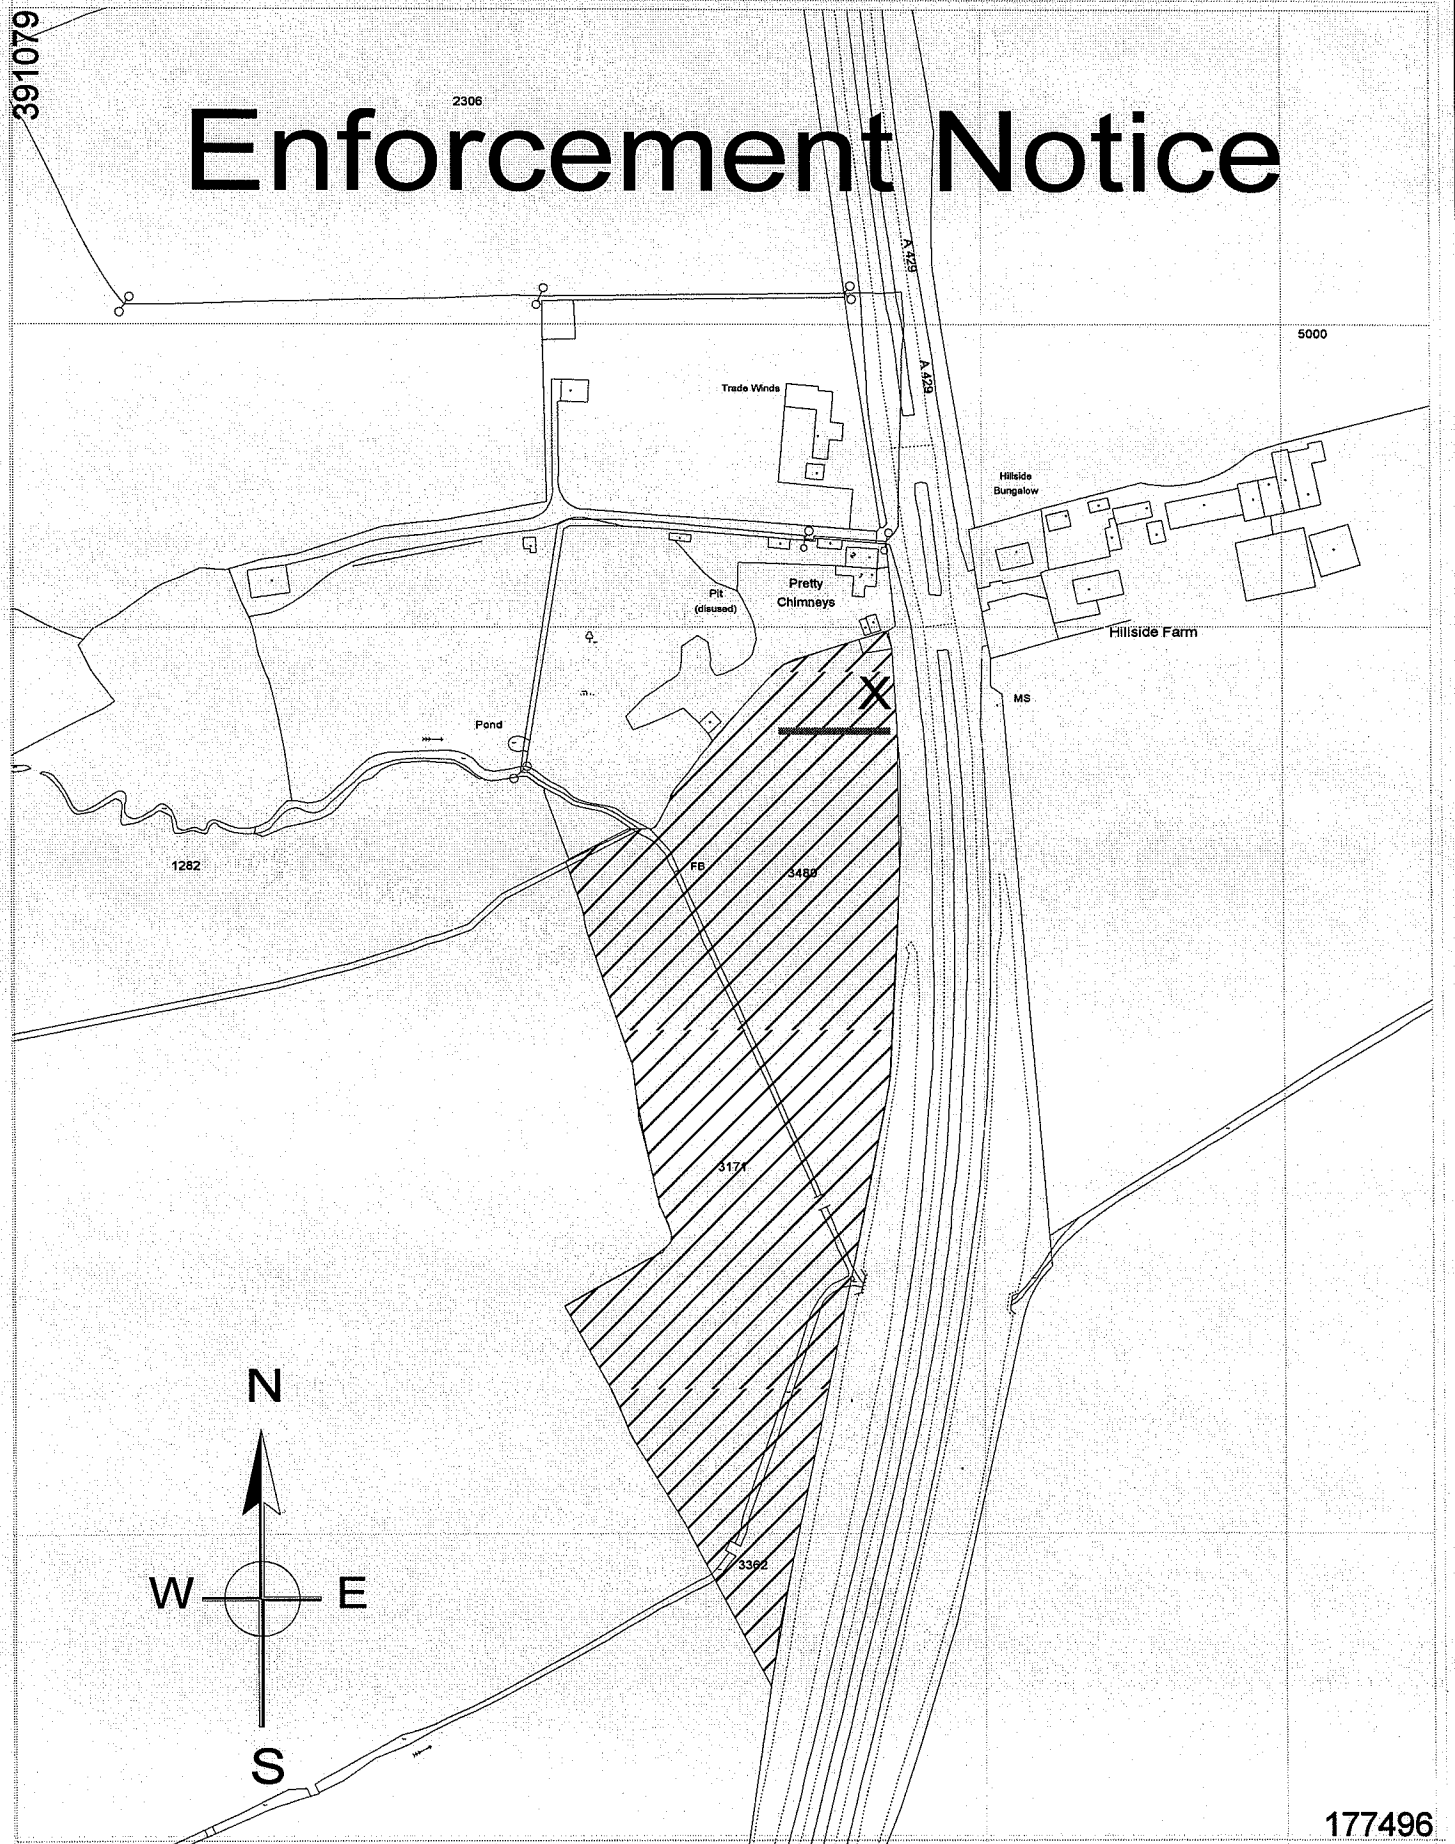 391079
2306
Enforcement Notice
A 429
5000
A 429
Trade Winds
Hillside
Bungalow
Pretty
Chimneys
Pit
(disused)
Hillside Farm
X
MS
Pond
1282
FB
3480
3171
N
3362
W E
S
177496